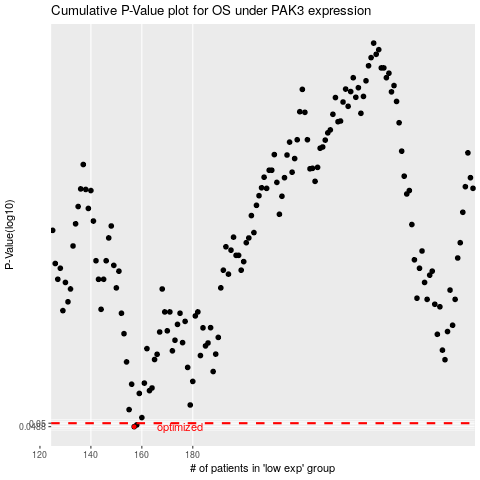 Cumulative P-Value plot for OS under PAK3 expression
P-Value(log10)
0.05
optimized
120 140 160 180
# of patients in 'low exp' group